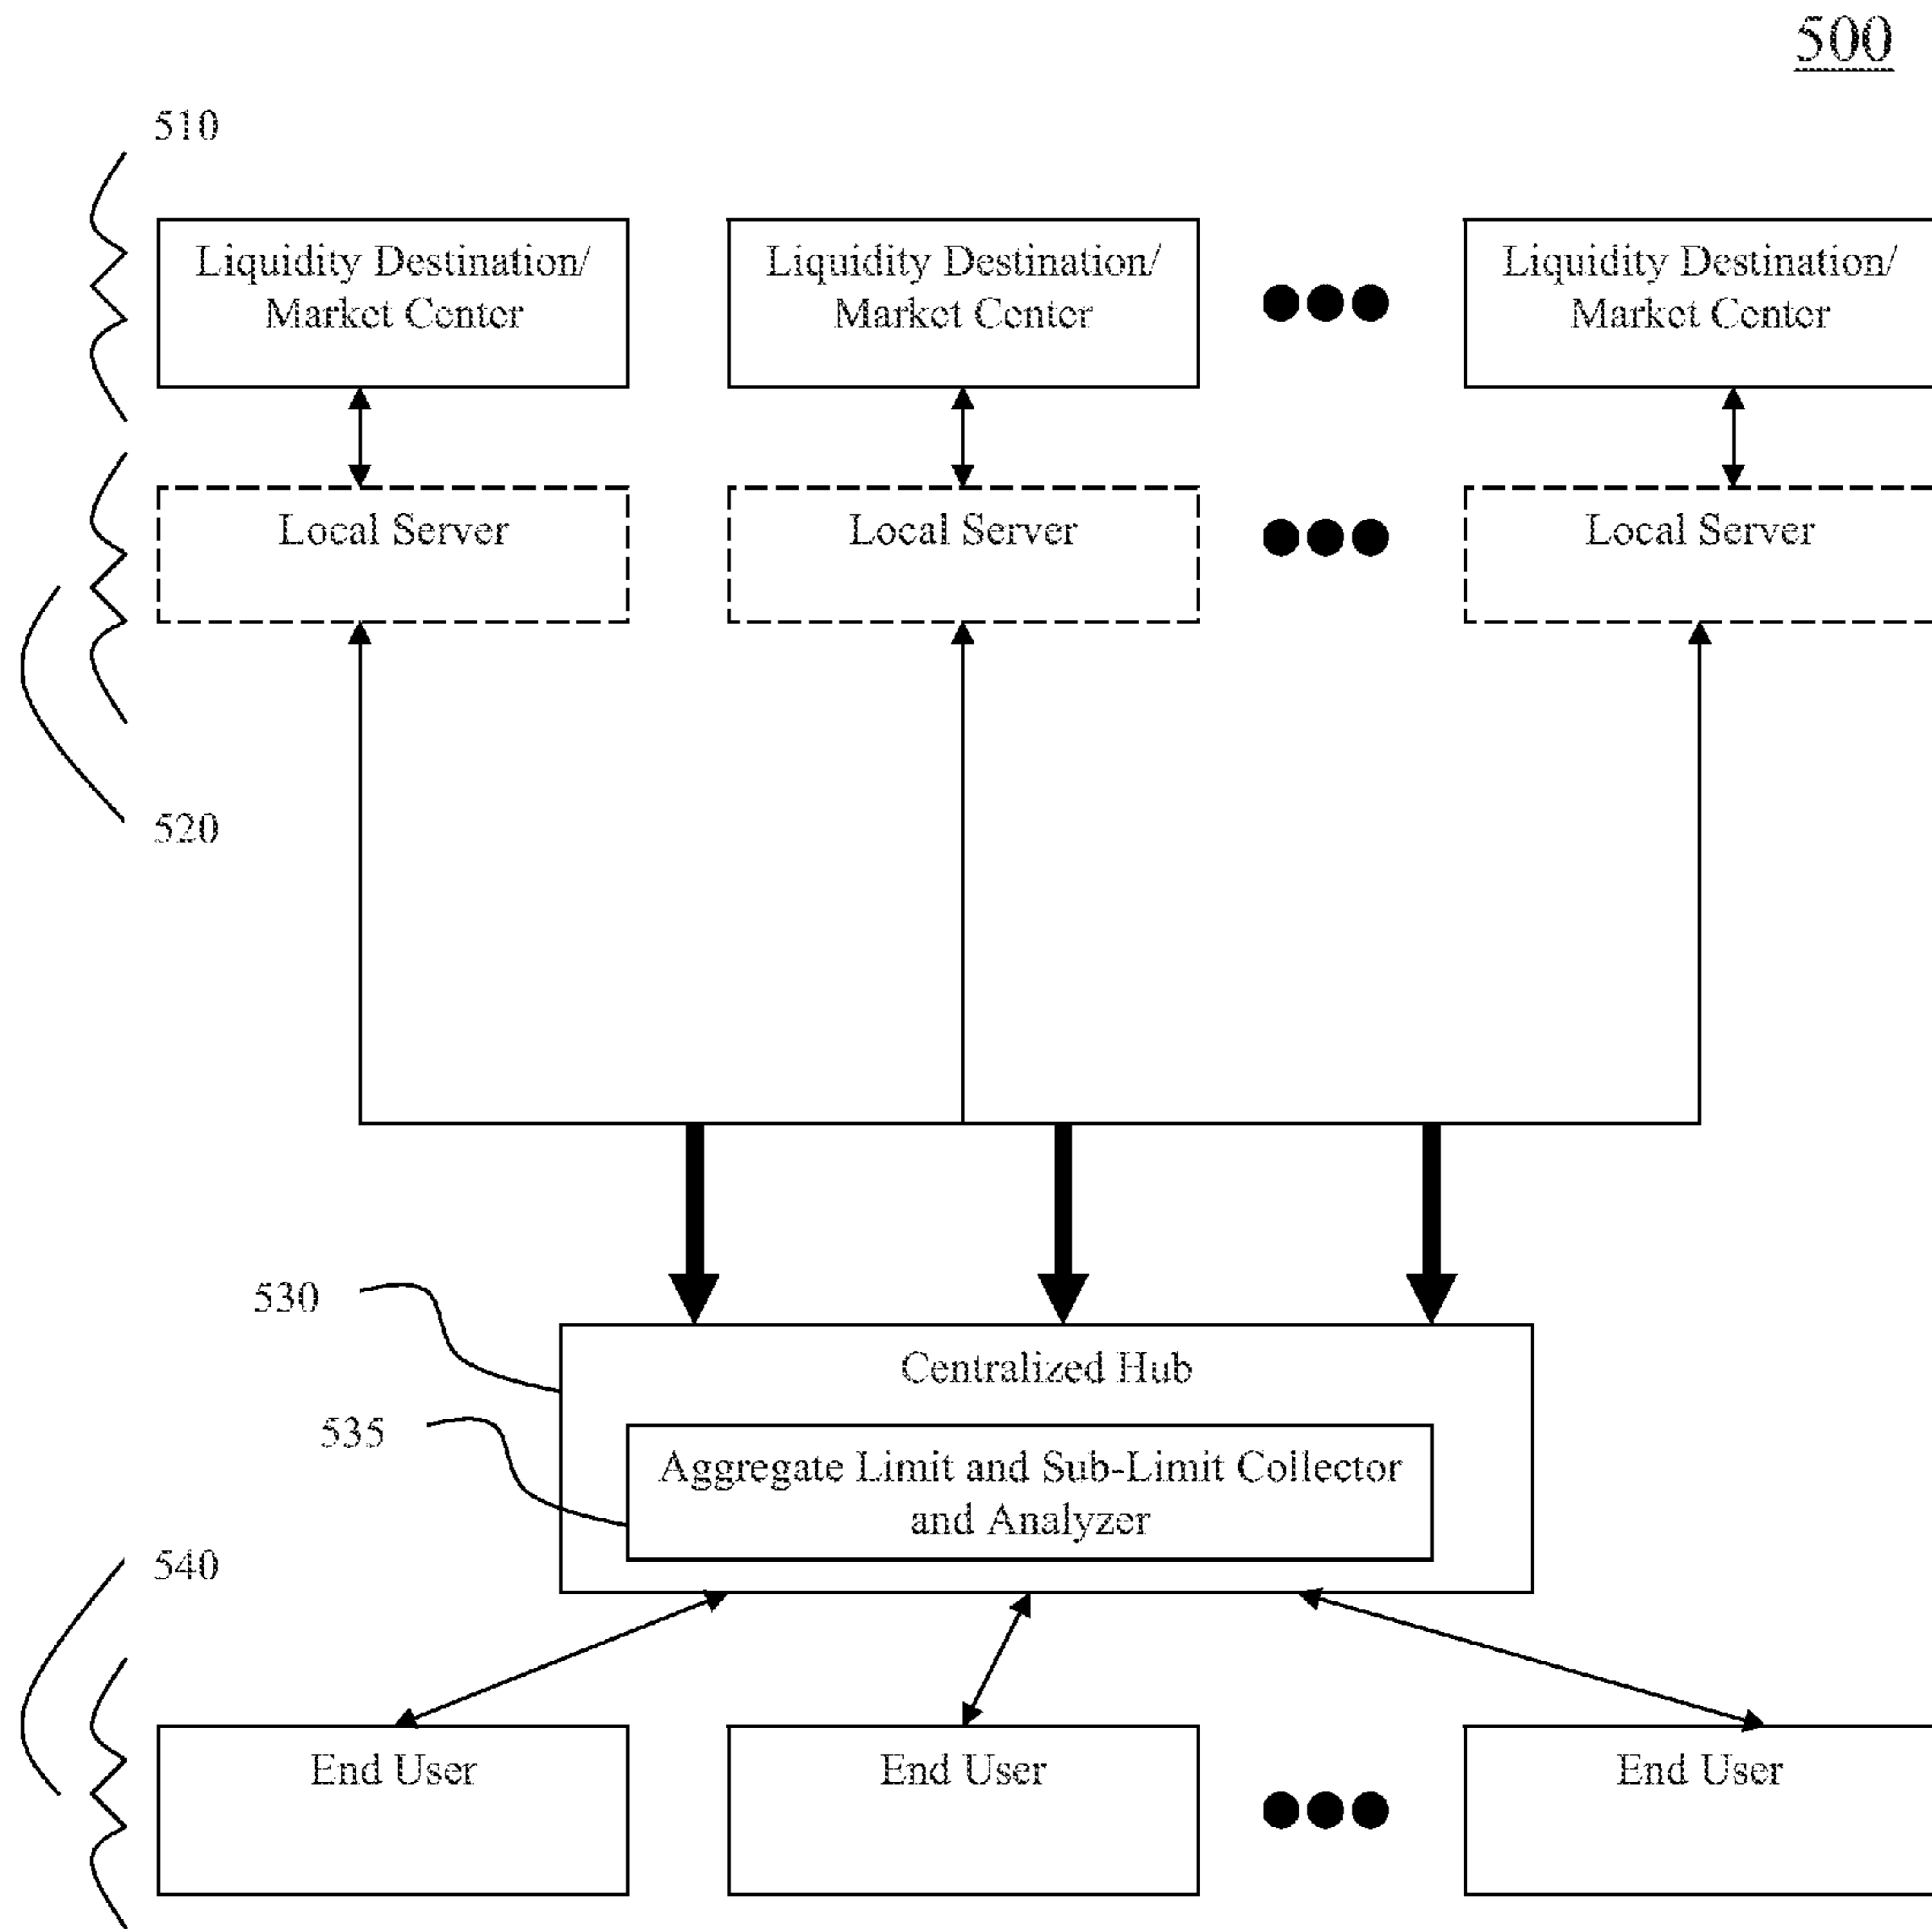 500
510
Liquidity Destination/
Market Center
Liquidity Destination/
Market Center
Liquidity Destination/
Market Center
Local Server
Local Server
Local Server
520
530
Centralized Hub
535
Aggregate Limit and Sub-Limit Collector
and Analyzer
540
End User
End User
End User